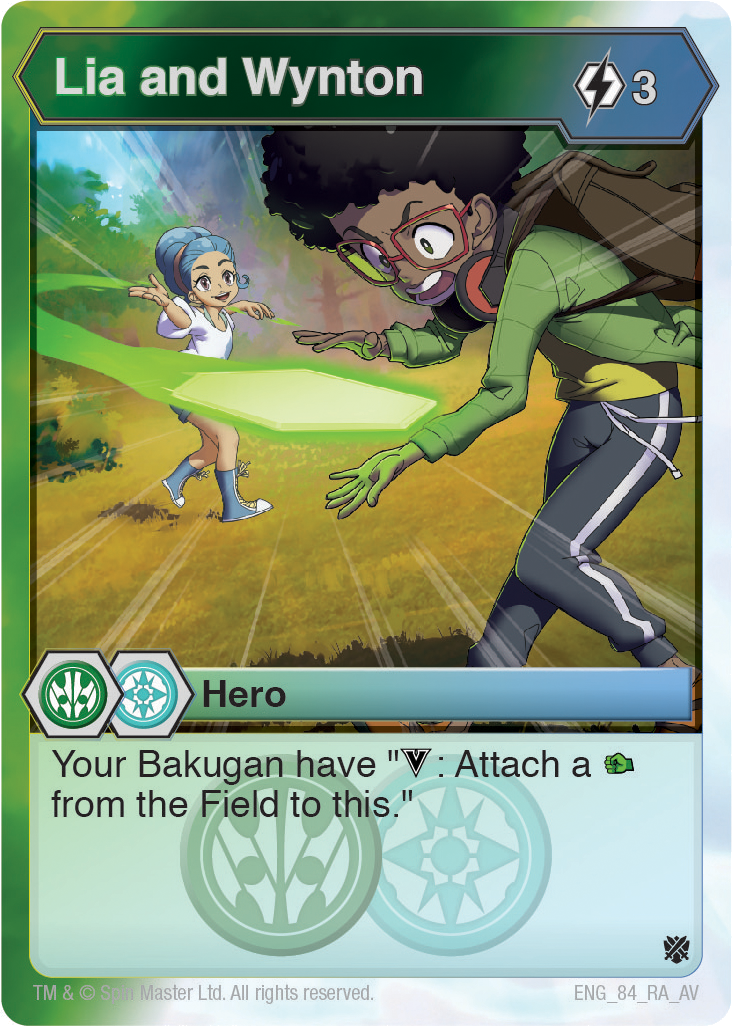 Lia and Wynton
3
Hero
Your Bakugan have " : Attach a
from the Field to this."
TM & © Spin Master Ltd. All rights reserved.
ENG_84_RA_AV